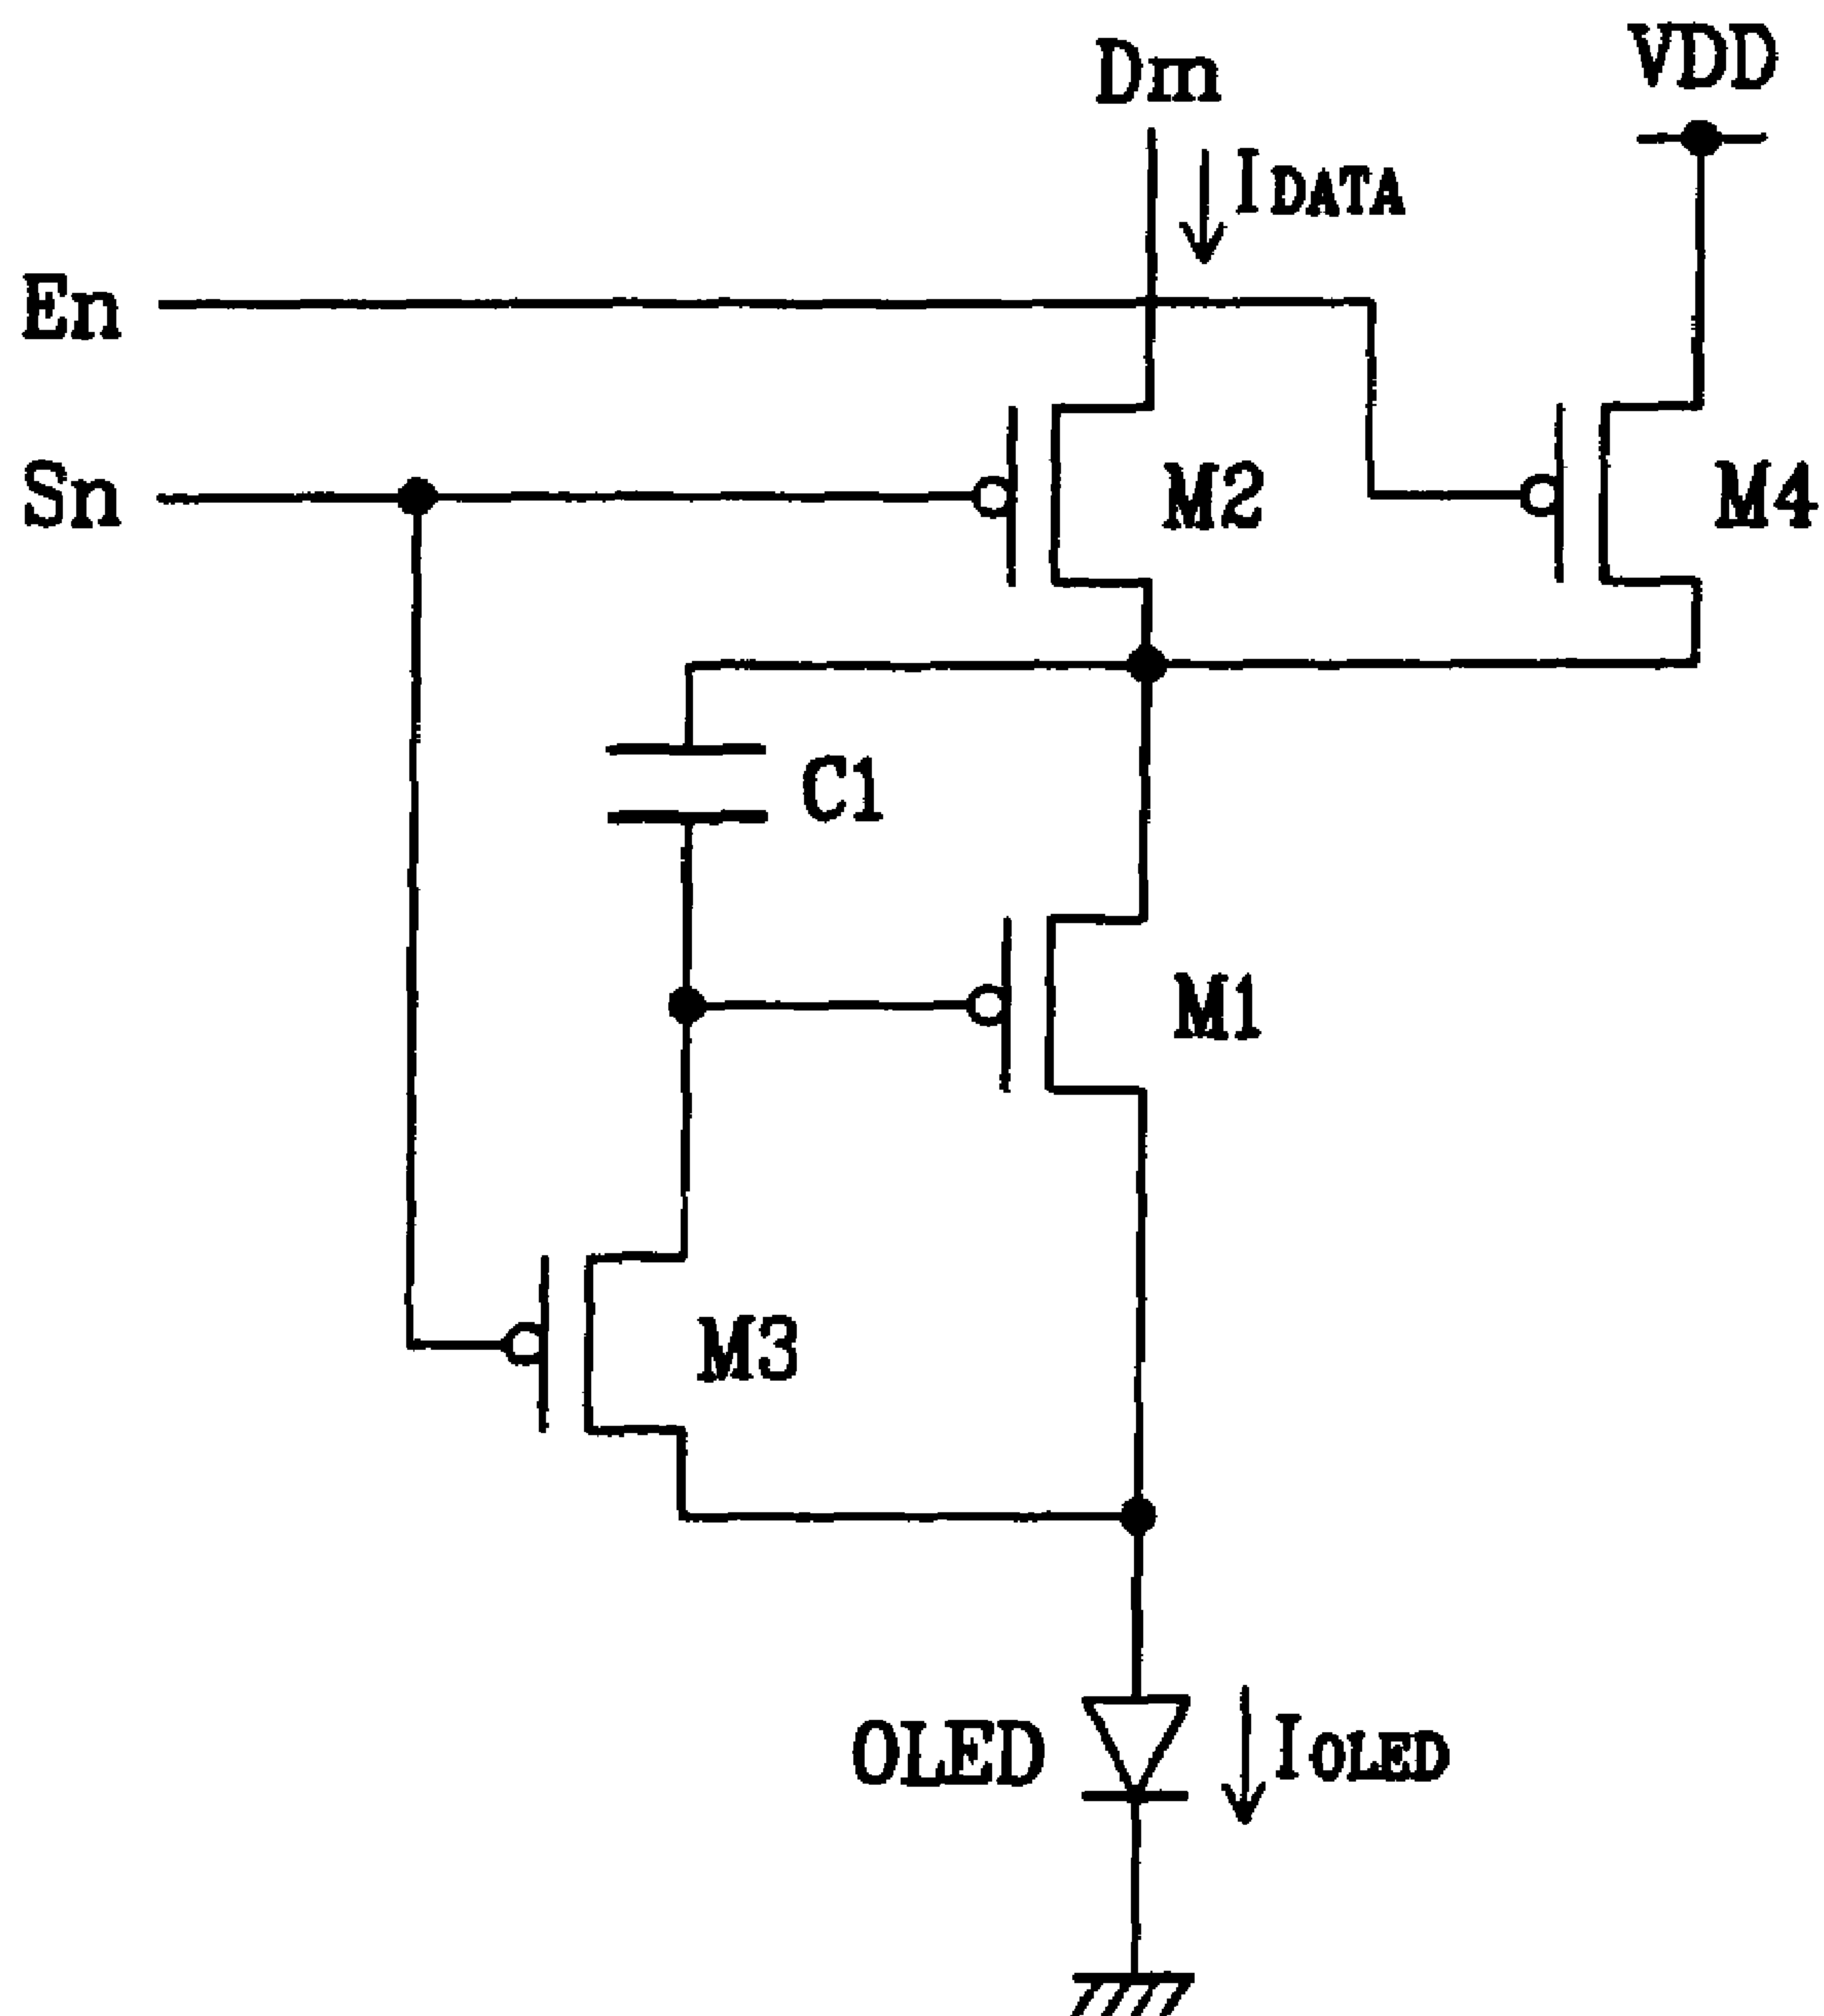 Dm
VDD
IDATA
En
Sn
M2
M4
C1
M1
M3
OLED
IOLED